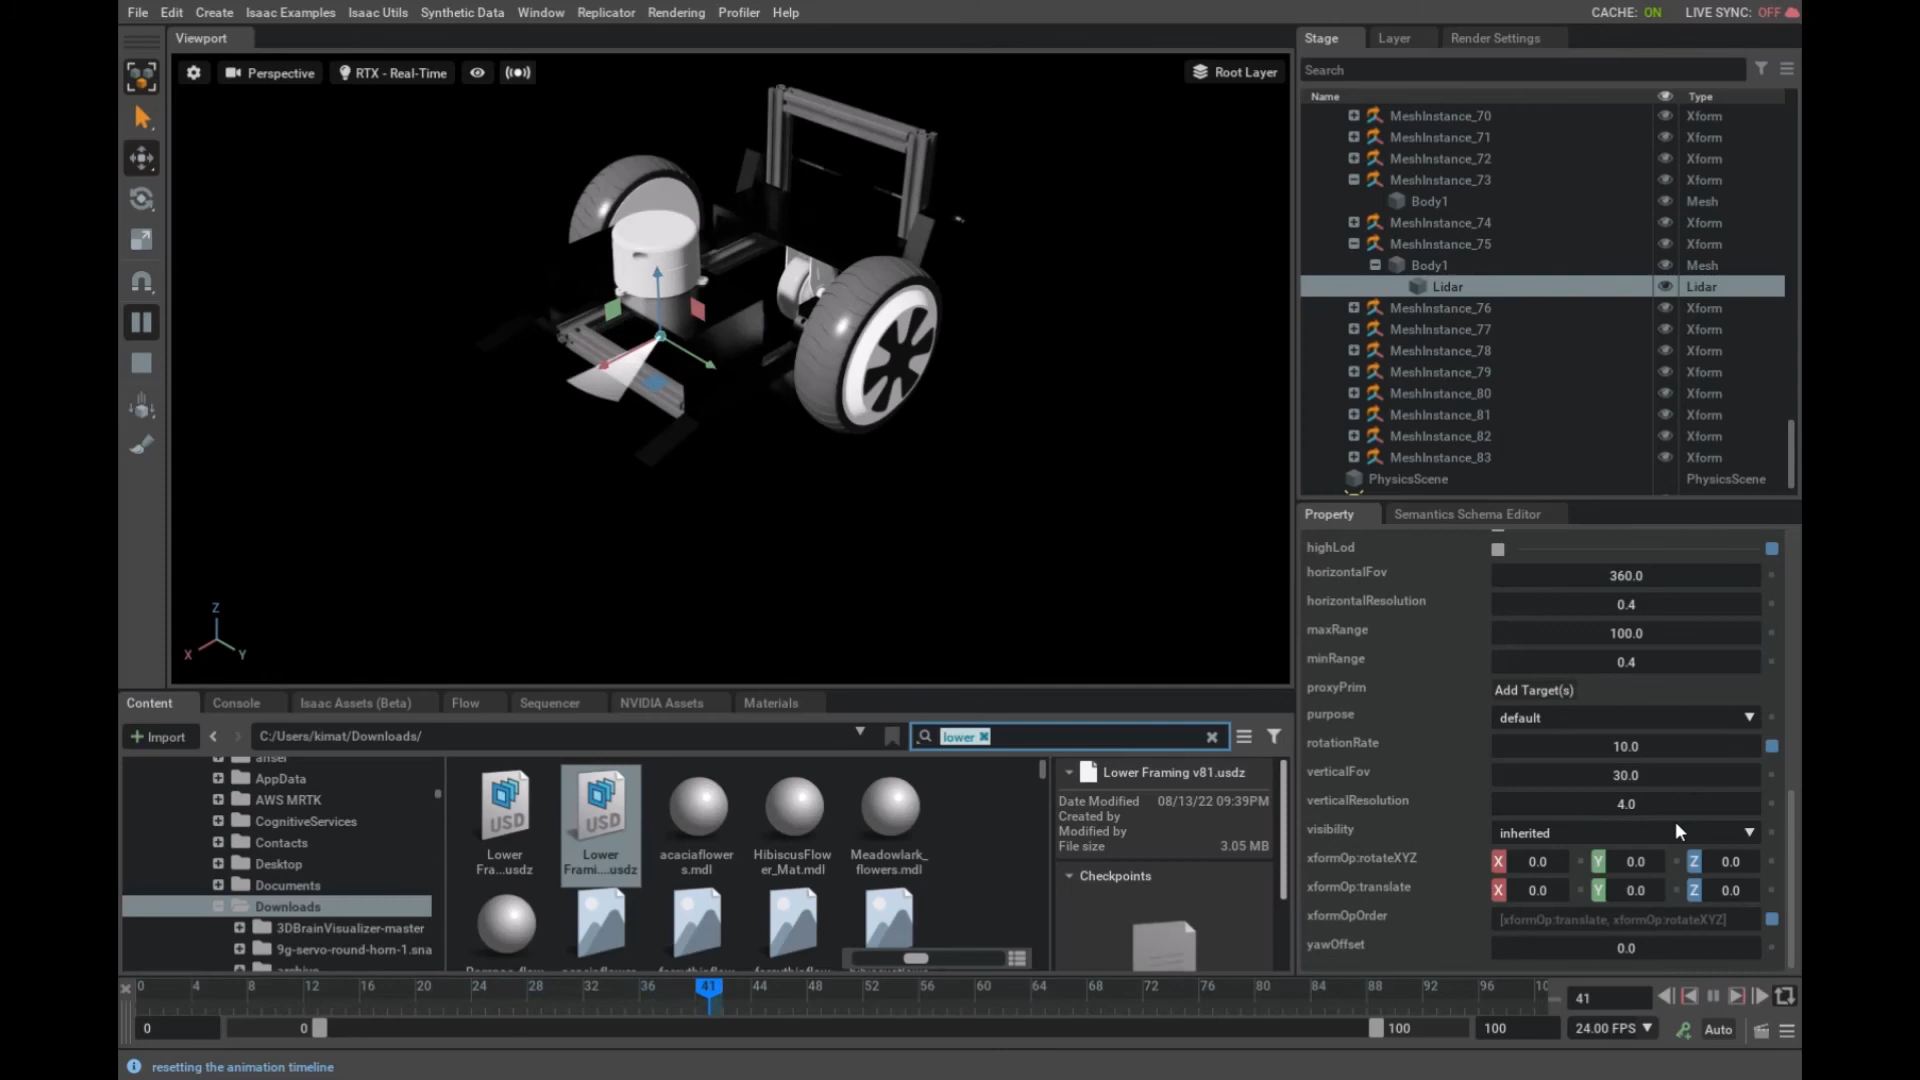 File Edit Create Isaac Examples Isaac Utils Synthetic Data Window Replicator Rendering Profiler Help
CACHE: ON LIVE SYNC: OFF
Viewport
Perspective RTX - Real-Time
Root Layer
Z
X Y
Stage Layer Render Settings
Search
Name Type
MeshInstance_70 Xform
MeshInstance_71 Xform
MeshInstance_72 Xform
MeshInstance_73 Xform
Body1 Mesh
MeshInstance_74 Xform
MeshInstance_75 Xform
Body1 Mesh
Lidar Lidar
MeshInstance_76 Xform
MeshInstance_77 Xform
MeshInstance_78 Xform
MeshInstance_79 Xform
MeshInstance_80 Xform
MeshInstance_81 Xform
MeshInstance_82 Xform
MeshInstance_83 Xform
PhysicsScene PhysicsScene
Property Semantics Schema Editor
highLod
horizontalFov 360.0
horizontalResolution 0.4
maxRange 100.0
minRange 0.4
proxyPrim Add Target(s)
purpose default
rotationRate 10.0
verticalFov 30.0
verticalResolution 4.0
visibility inherited
xformOp:rotateXYZ X 0.0 Y 0.0 Z 0.0
xformOp:translate X 0.0 Y 0.0 Z 0.0
xformOpOrder [xformOp:translate, xformOp:rotateXYZ]
yawOffset 0.0
Content Console Isaac Assets (Beta) Flow Sequencer NVIDIA Assets Materials
Import C:/Users/kimat/Downloads/ lower
ansel
AppData
AWS MRTK
CognitiveServices
Contacts
Desktop
Documents
Downloads
3DBrainVisualizer-master
9g-servo-round-horn-1.sna
archive
USD USD
Lower Lower acaciaflower HibiscusFlow Meadowlark_
Fra...usdz Frami....usdz s.mdl er_Mat.mdl flowers.mdl
Lower Framing v81.usdz
Date Modified 08/13/22 09:39PM
Created by
Modified by
File size 3.05 MB
Checkpoints
0 4 8 12 16 20 24 28 32 36 41 44 48 52 56 60 64 68 72 76 80 84 88 92 96 10
41
0 0 100 100 24.00 FPS Auto
resetting the animation timeline